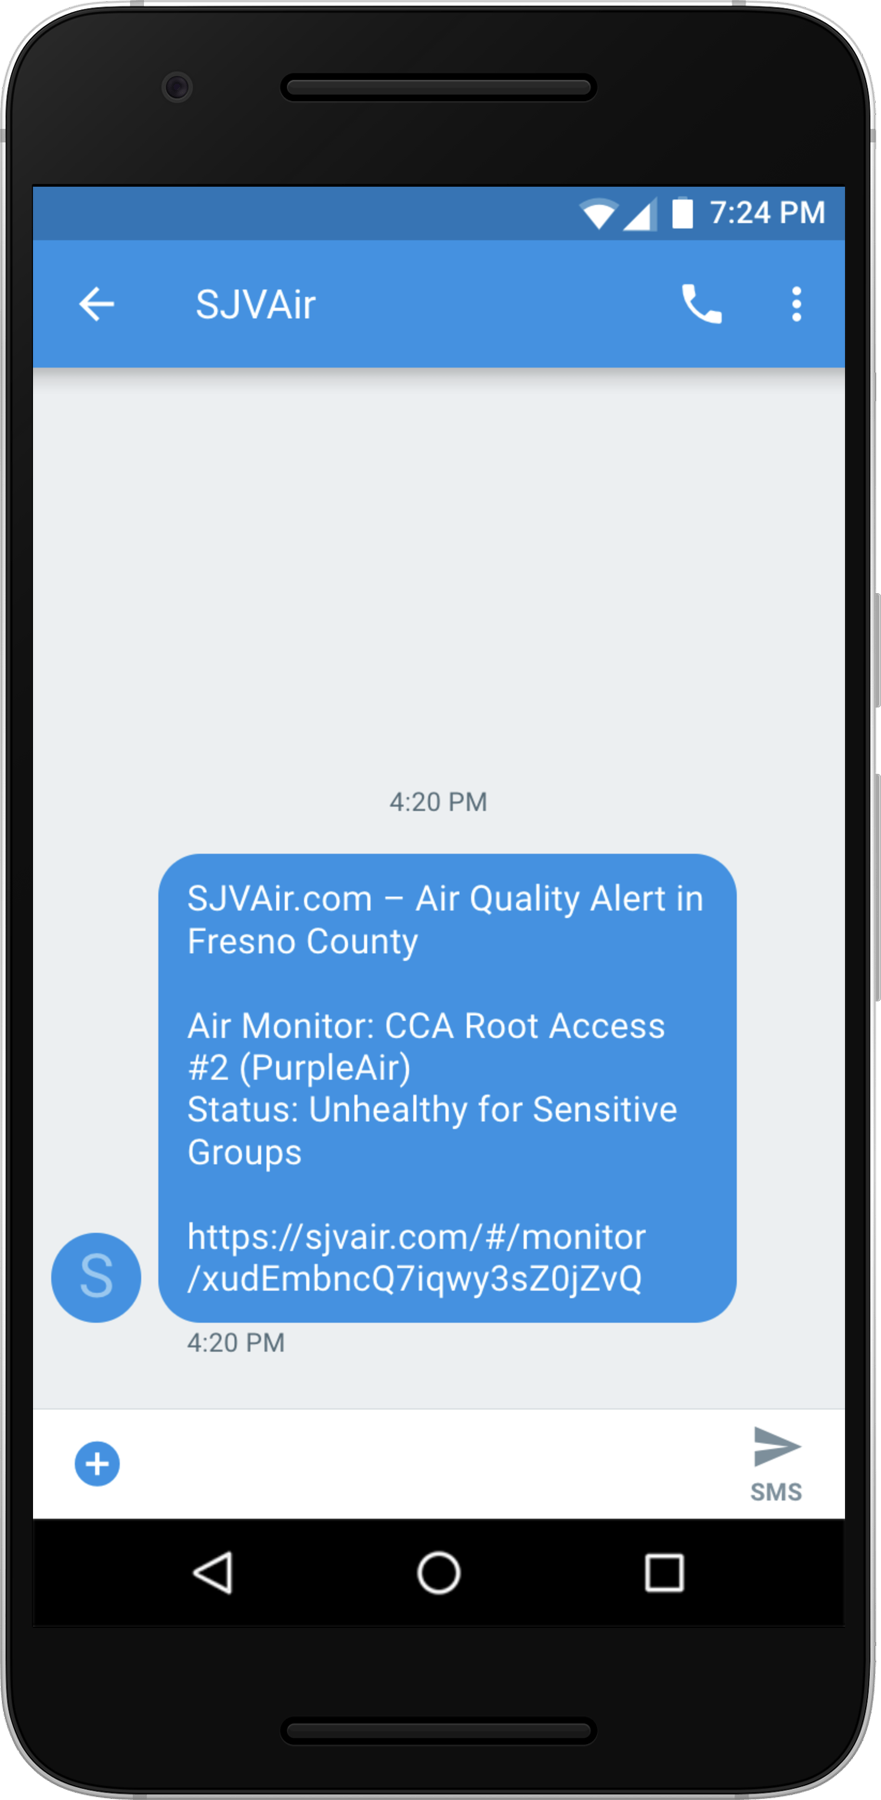 7:24 PM
SJVAir
4:20 PM
SJVAir.com – Air Quality Alert in
Fresno County
Air Monitor: CCA Root Access
#2 (PurpleAir)
Status: Unhealthy for Sensitive
Groups
https://sjvair.com/#/monitor
/xudEmbncQ7iqwy3sZ0jZvQ
S
4:20 PM
SMS